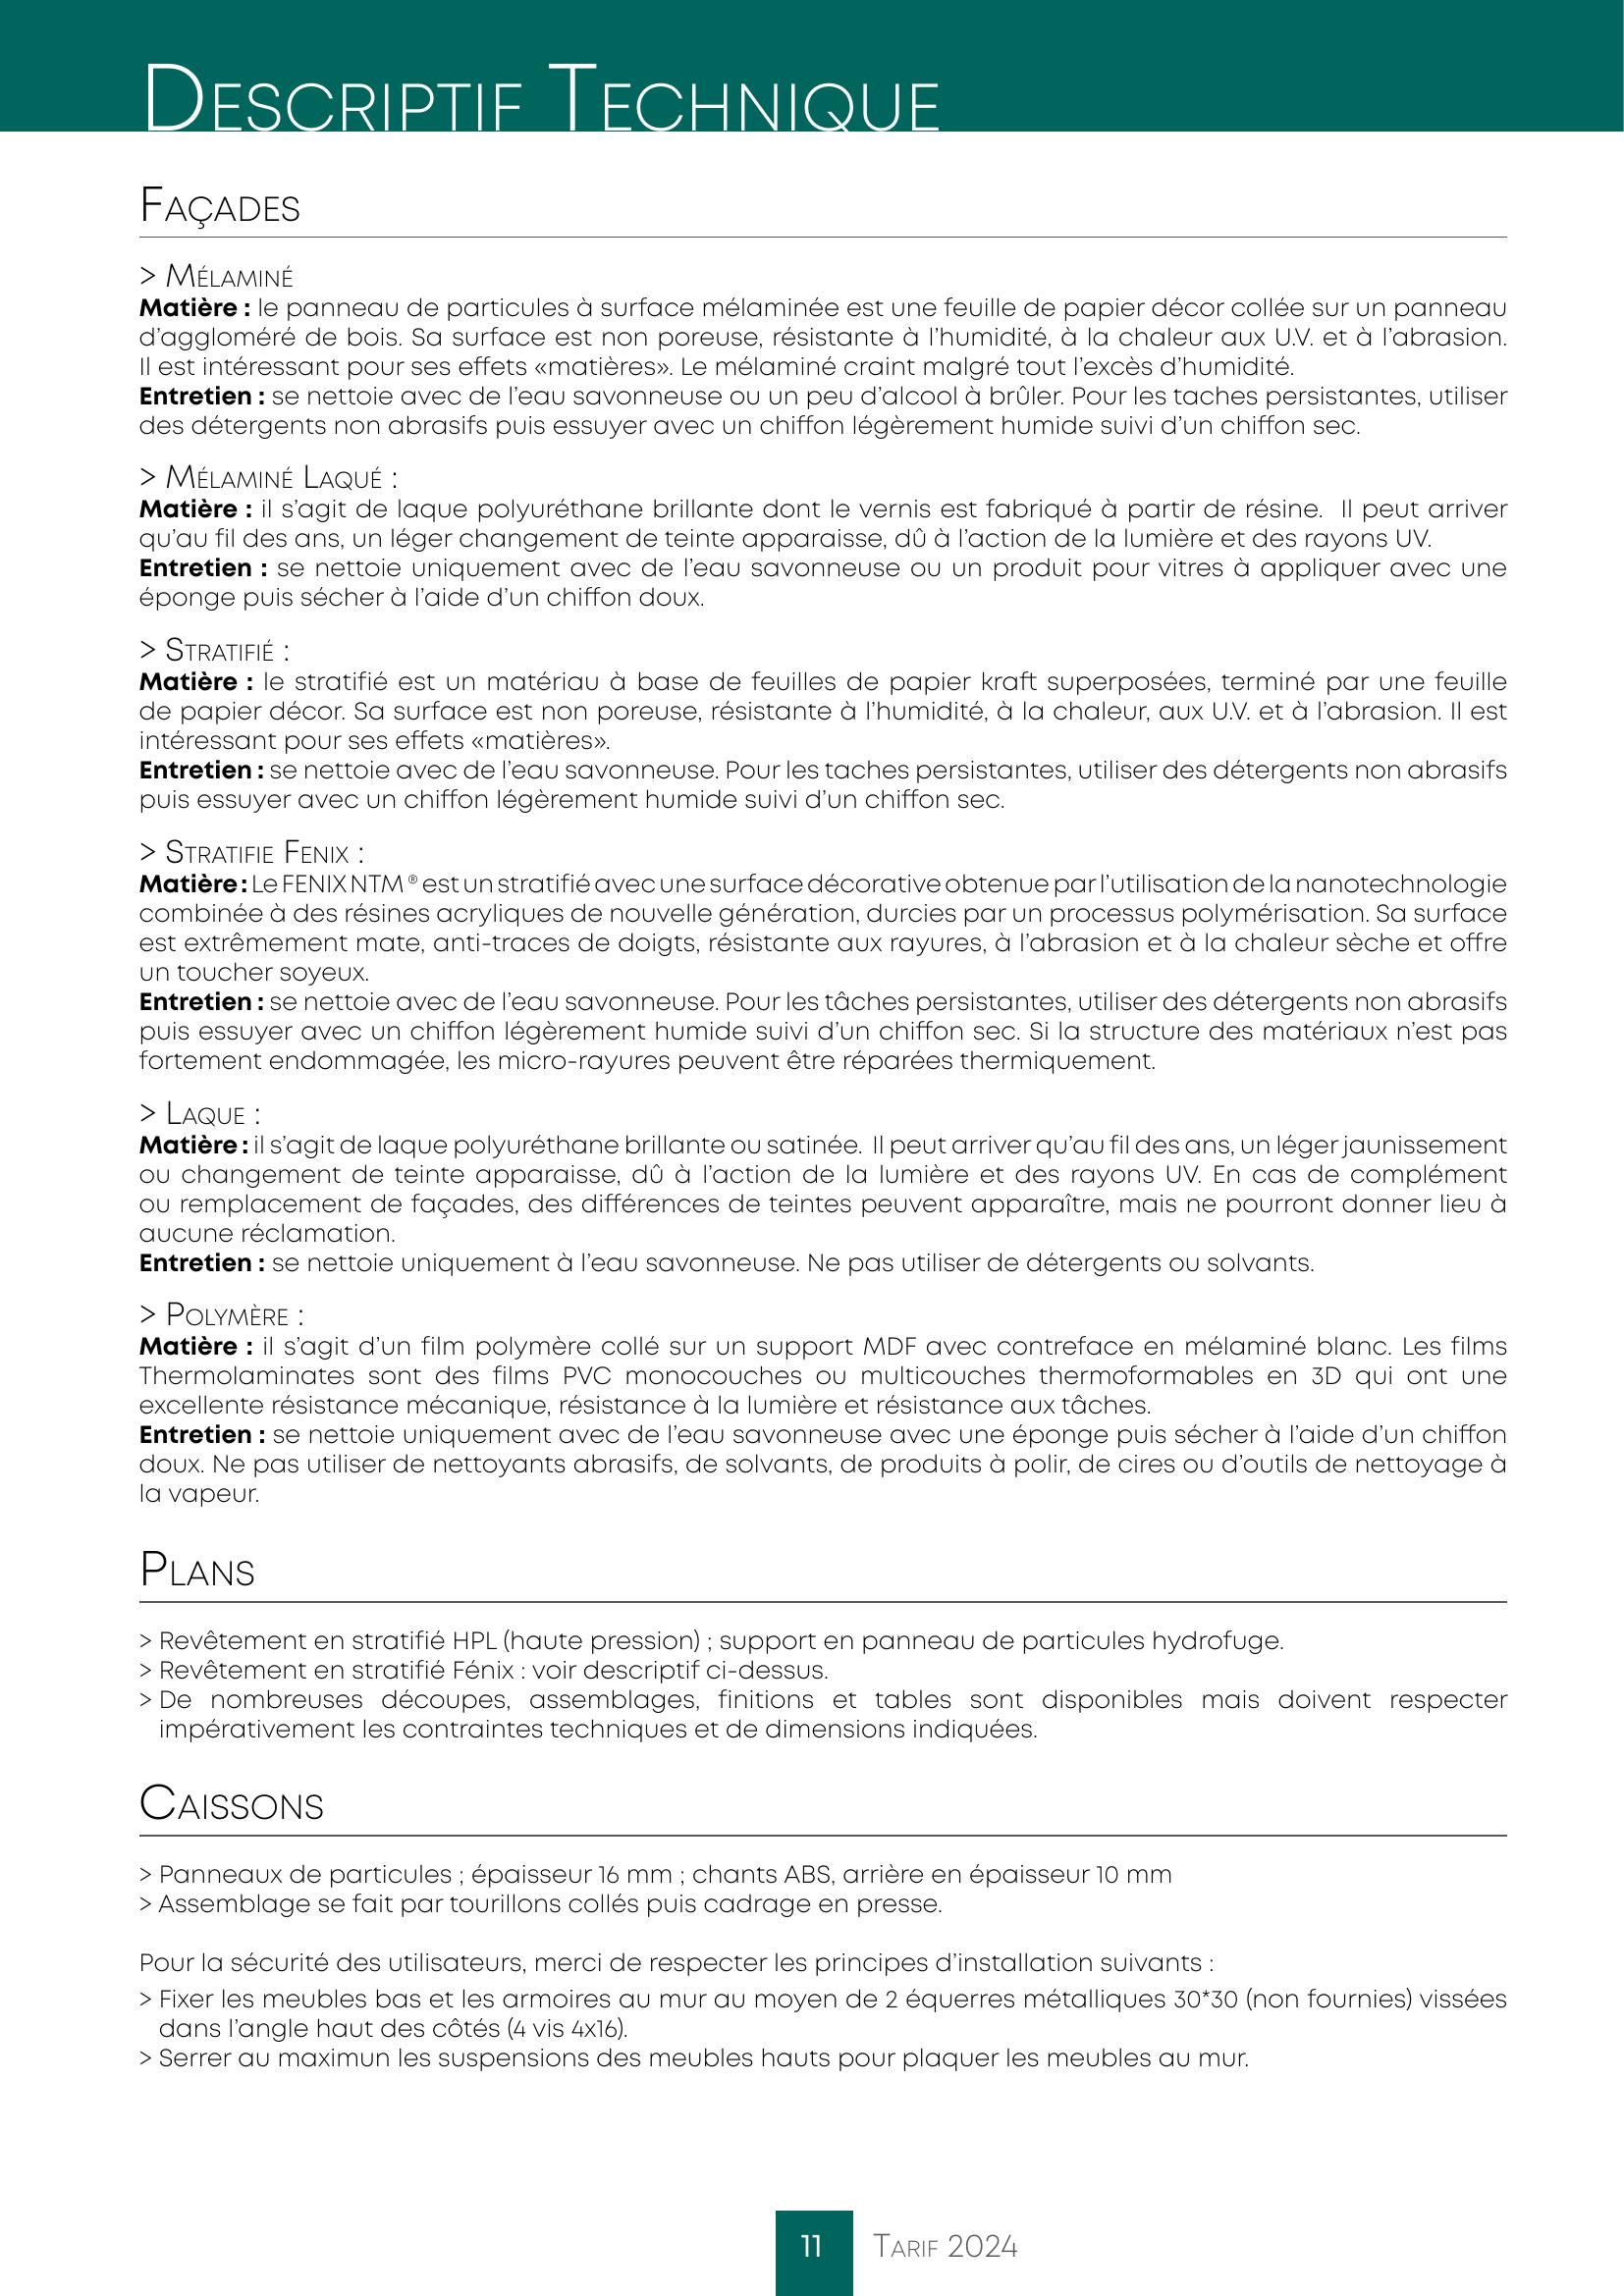 Descriptif Technique
Façades
> Mélaminé
Matière : le panneau de particules à surface mélaminée est une feuille de papier décor collée sur un panneau
d'aggloméré de bois. Sa surface est non poreuse, résistante à l'humidité, à la chaleur aux U.V. et à l'abrasion.
Il est intéressant pour ses effets «matières». Le mélaminé craint malgré tout l'excès d'humidité.
Entretien : se nettoie avec de l'eau savonneuse ou un peu d'alcool à brûler. Pour les taches persistantes, utiliser
des détergents non abrasifs puis essuyer avec un chiffon légèrement humide suivi d'un chiffon sec.
> Mélaminé Laqué :
Matière : il s'agit de laque polyuréthane brillante dont le vernis est fabriqué à partir de résine. Il peut arriver
qu'au fil des ans, un léger changement de teinte apparaisse, dû à l'action de la lumière et des rayons UV.
Entretien : se nettoie uniquement avec de l'eau savonneuse ou un produit pour vitres à appliquer avec une
éponge puis sécher à l'aide d'un chiffon doux.
> Stratifié :
Matière : le stratifié est un matériau à base de feuilles de papier kraft superposées, terminé par une feuille
de papier décor. Sa surface est non poreuse, résistante à l'humidité, à la chaleur, aux U.V. et à l'abrasion. Il est
intéressant pour ses effets «matières».
Entretien : se nettoie avec de l'eau savonneuse. Pour les taches persistantes, utiliser des détergents non abrasifs
puis essuyer avec un chiffon légèrement humide suivi d'un chiffon sec.
> Stratifie Fenix :
Matière : Le FENIX NTM ® est un stratifié avec une surface décorative obtenue par l'utilisation de la nanotechnologie
combinée à des résines acryliques de nouvelle génération, durcies par un processus polymérisation. Sa surface
est extrêmement mate, anti-traces de doigts, résistante aux rayures, à l'abrasion et à la chaleur sèche et offre
un toucher soyeux.
Entretien : se nettoie avec de l'eau savonneuse. Pour les tâches persistantes, utiliser des détergents non abrasifs
puis essuyer avec un chiffon légèrement humide suivi d'un chiffon sec. Si la structure des matériaux n'est pas
fortement endommagée, les micro-rayures peuvent être réparées thermiquement.
> Laque :
Matière : il s'agit de laque polyuréthane brillante ou satinée. Il peut arriver qu'au fil des ans, un léger jaunissement
ou changement de teinte apparaisse, dû à l'action de la lumière et des rayons UV. En cas de complément
ou remplacement de façades, des différences de teintes peuvent apparaître, mais ne pourront donner lieu à
aucune réclamation.
Entretien : se nettoie uniquement à l'eau savonneuse. Ne pas utiliser de détergents ou solvants.
> Polymère :
Matière : il s'agit d'un film polymère collé sur un support MDF avec contreface en mélaminé blanc. Les films
Thermolaminates sont des films PVC monocouches ou multicouches thermoformables en 3D qui ont une
excellente résistance mécanique, résistance à la lumière et résistance aux tâches.
Entretien : se nettoie uniquement avec de l'eau savonneuse avec une éponge puis sécher à l'aide d'un chiffon
doux. Ne pas utiliser de nettoyants abrasifs, de solvants, de produits à polir, de cires ou d'outils de nettoyage à
la vapeur.
Plans
> Revêtement en stratifié HPL (haute pression) ; support en panneau de particules hydrofuge.
> Revêtement en stratifié Fénix : voir descriptif ci-dessus.
> De nombreuses découpes, assemblages, finitions et tables sont disponibles mais doivent respecter
impérativement les contraintes techniques et de dimensions indiquées.
Caissons
> Panneaux de particules ; épaisseur 16 mm ; chants ABS, arrière en épaisseur 10 mm
> Assemblage se fait par tourillons collés puis cadrage en presse.
Pour la sécurité des utilisateurs, merci de respecter les principes d'installation suivants :
> Fixer les meubles bas et les armoires au mur au moyen de 2 équerres métalliques 30*30 (non fournies) vissées
dans l'angle haut des côtés (4 vis 4x16).
> Serrer au maximun les suspensions des meubles hauts pour plaquer les meubles au mur.
11 Tarif 2024